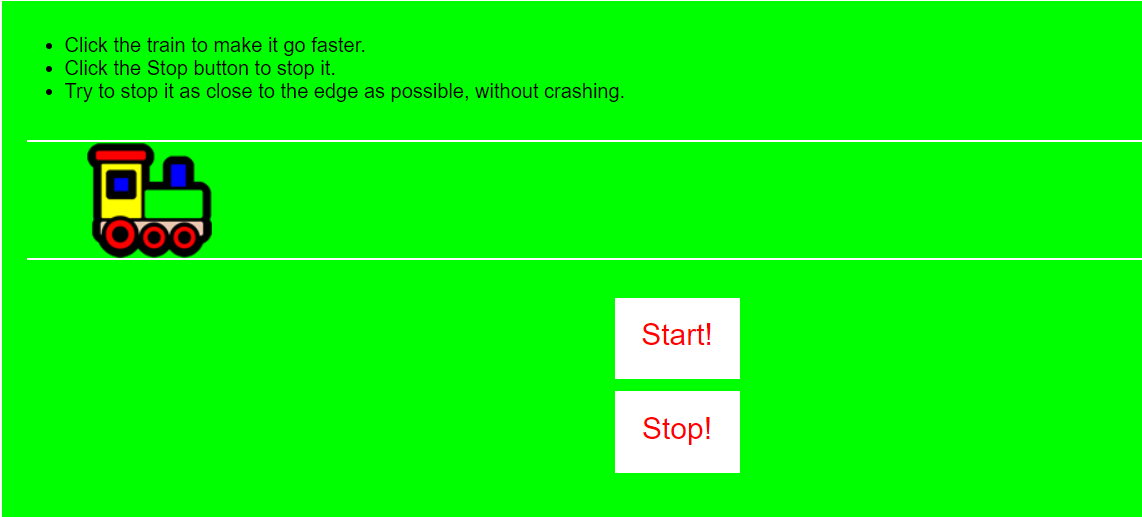 Click the train to make it go faster.
Click the Stop button to stop it.
Try to stop it as close to the edge as possible, without crashing.
Start!
Stop!